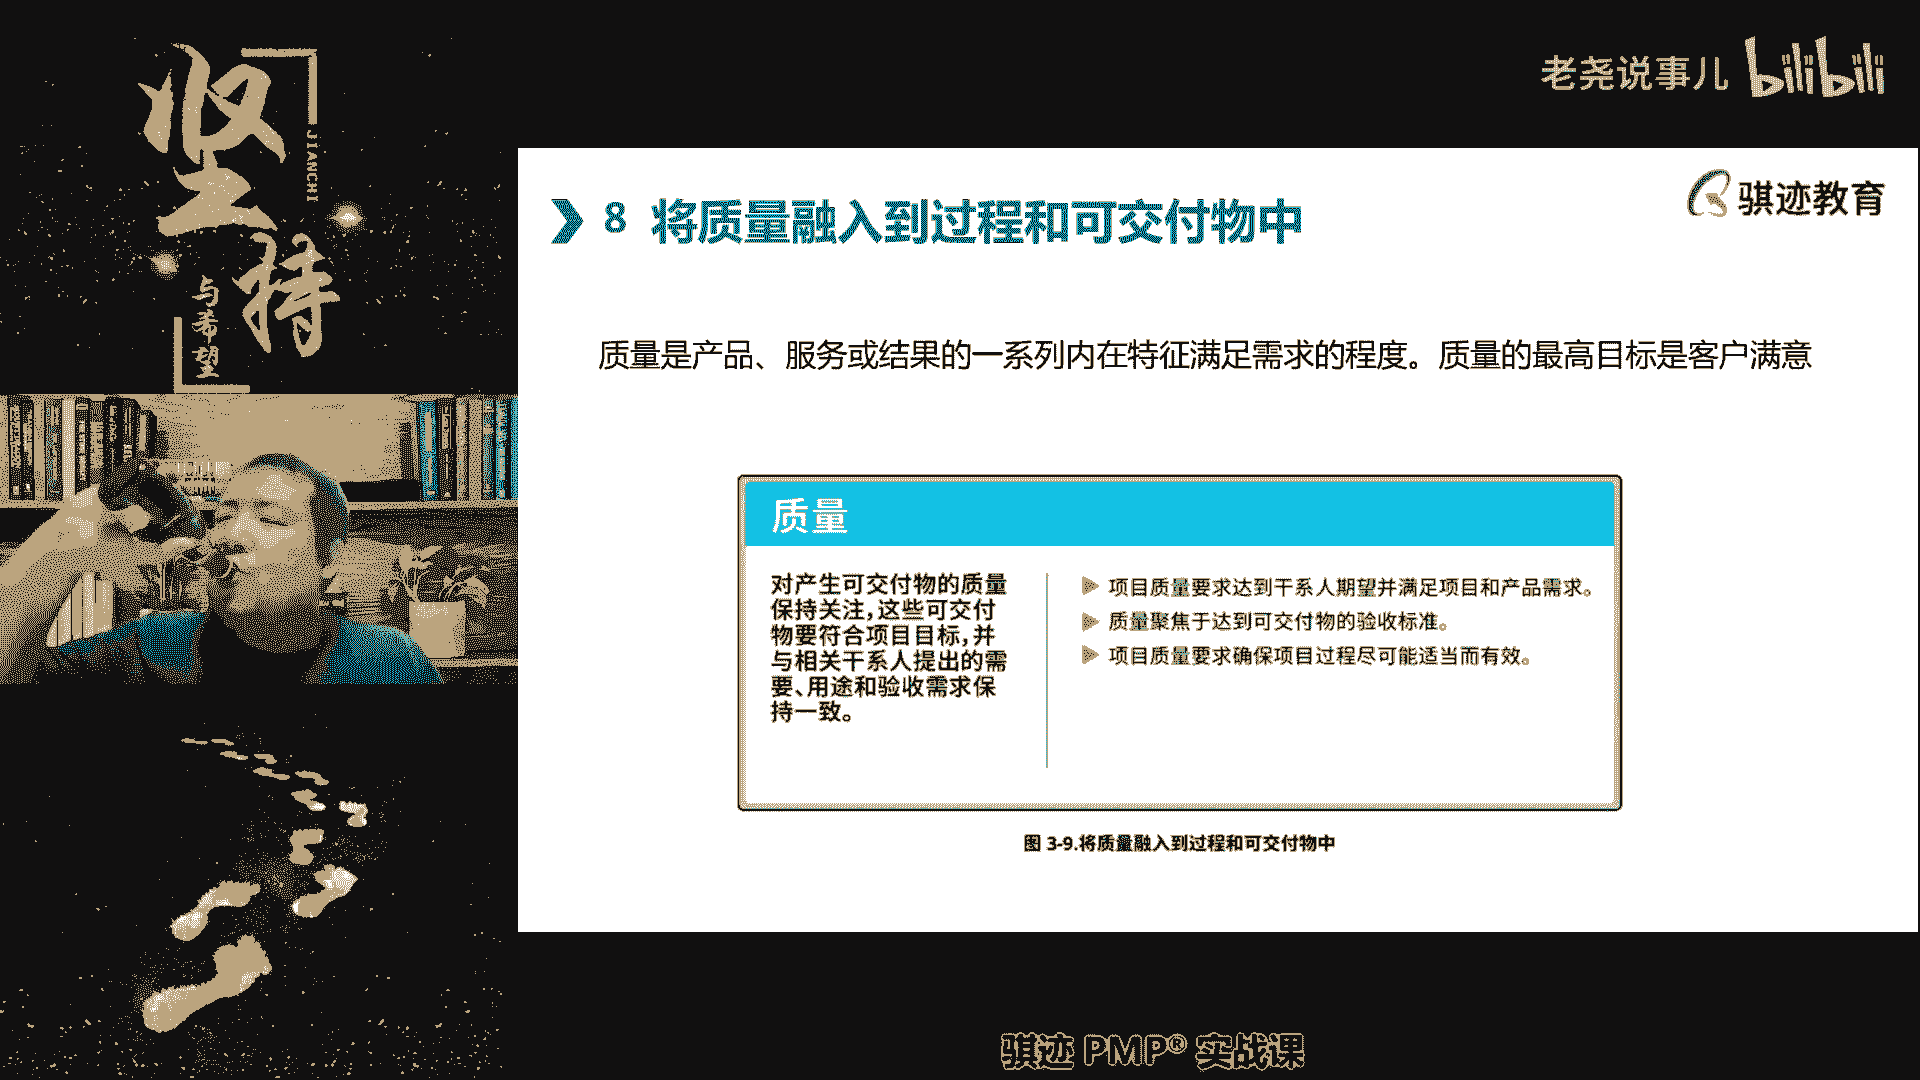 坚持
JIANCHI
与希望
老尧说事儿 bilibili
骐迹教育
8 将质量融入到过程和可交付物中
质量是产品、服务或结果的一系列内在特征满足需求的程度。质量的最高目标是客户满意
质量
对产生可交付物的质量
保持关注,这些可交付
物要符合项目目标,并
与相关干系人提出的需
要、用途和验收需求保
持一致。
项目质量要求达到干系人期望并满足项目和产品需求。
质量聚焦于达到可交付物的验收标准。
项目质量要求确保项目过程尽可能适当而有效。
图 3-9.将质量融入到过程和可交付物中
骐迹 PMP® 实战课